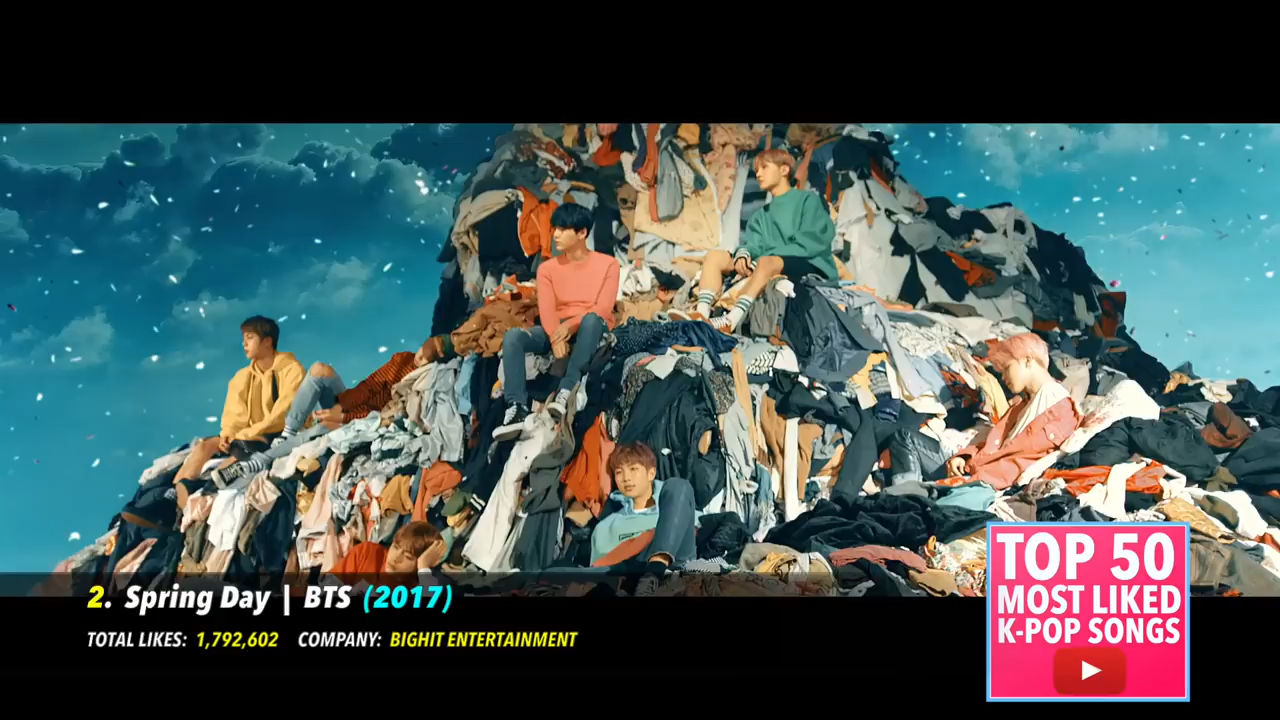 2. Spring Day | BTS (2017)
TOTAL LIKES: 1,792,602 COMPANY: BIGHIT ENTERTAINMENT
TOP 50
MOST LIKED
K-POP SONGS